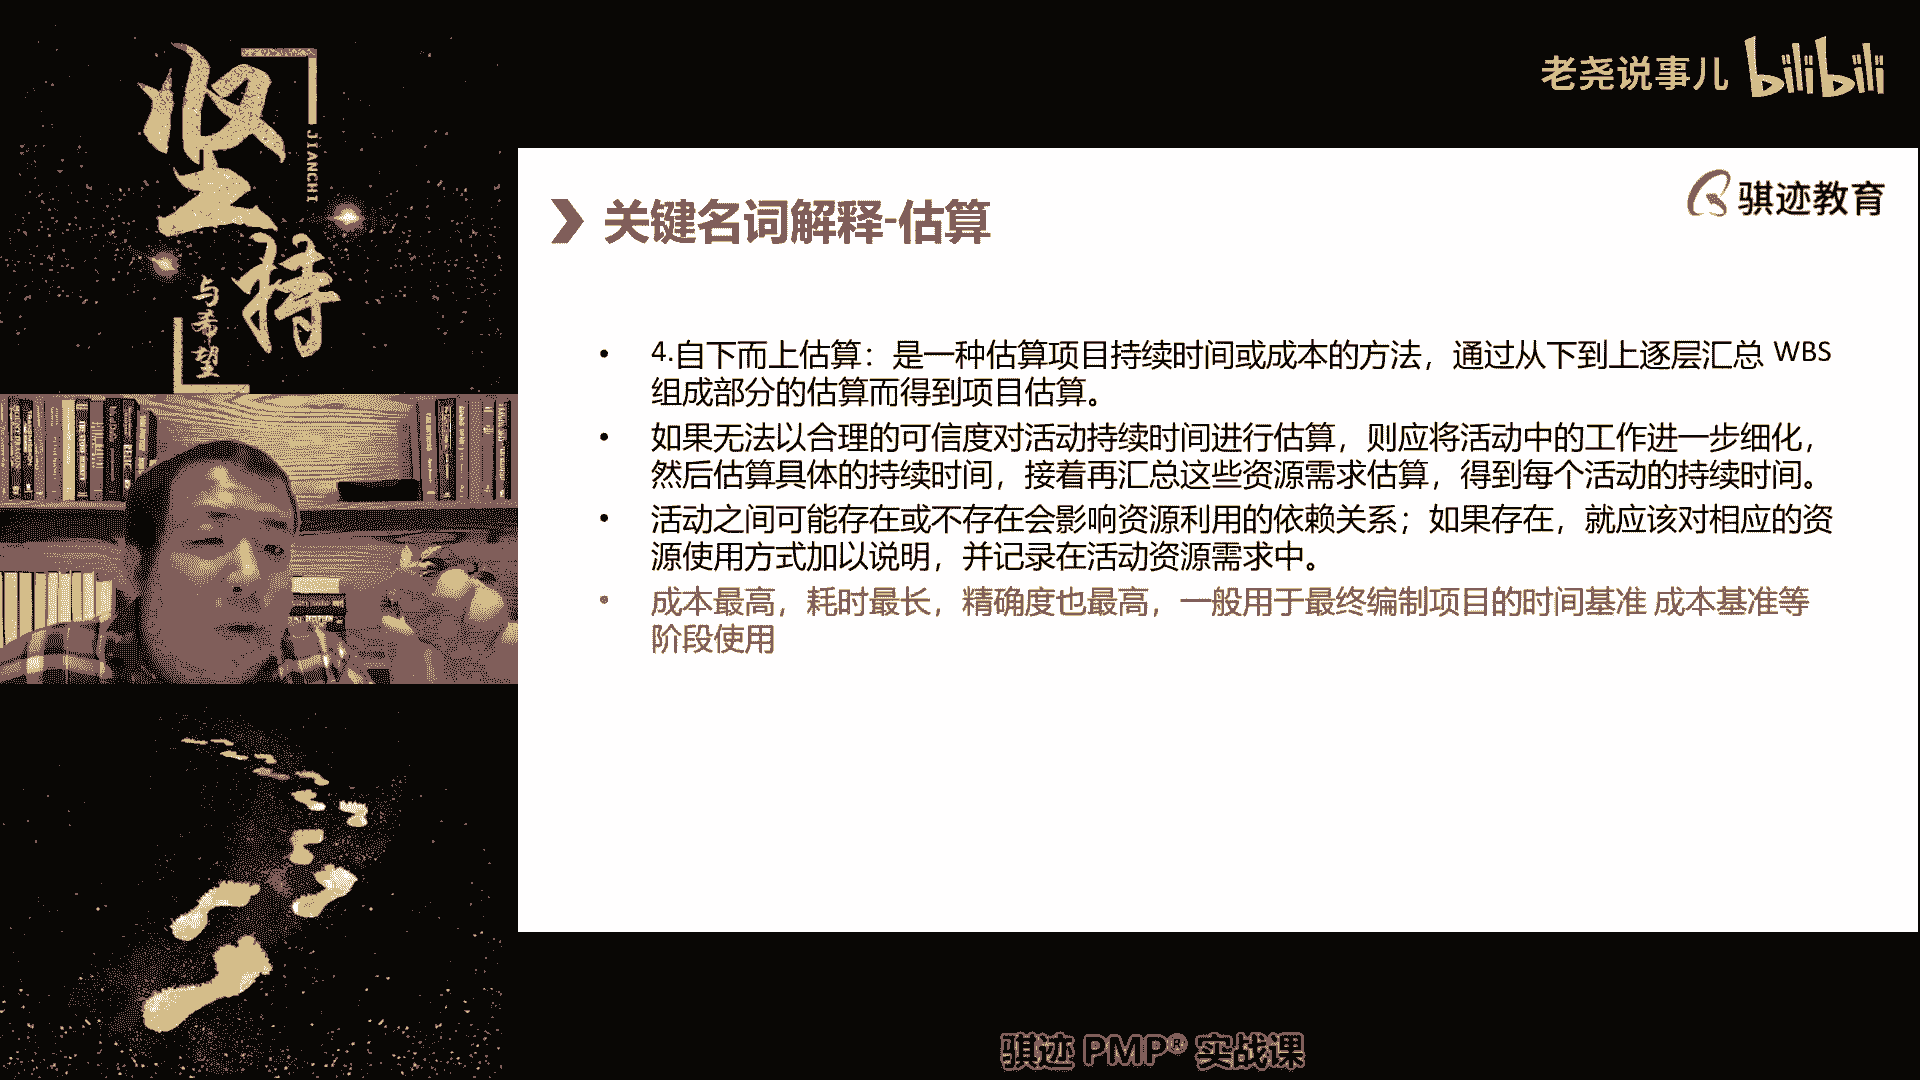 坚持
JIANCHI
与希望
老尧说事儿 bilibili
骐迹教育
关键名词解释-估算
• 4.自下而上估算：是一种估算项目持续时间或成本的方法，通过从下到上逐层汇总 WBS
组成部分的估算而得到项目估算。
• 如果无法以合理的可信度对活动持续时间进行估算，则应将活动中的工作进一步细化，
然后估算具体的持续时间，接着再汇总这些资源需求估算，得到每个活动的持续时间。
• 活动之间可能存在或不存在会影响资源利用的依赖关系；如果存在，就应该对相应的资
源使用方式加以说明，并记录在活动资源需求中。
• 成本最高，耗时最长，精确度也最高，一般用于最终编制项目的时间基准 成本基准等
阶段使用
骐迹 PMP® 实战课